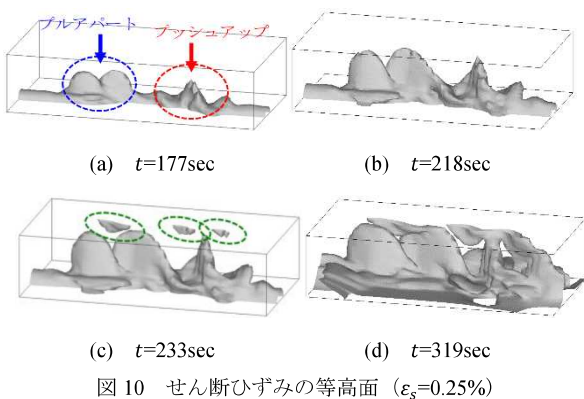 プルアパート プッシュアップ
(a) t=177sec (b) t=218sec
(c) t=233sec (d) t=319sec
図 10 せん断ひずみの等高面（εs=0.25%）